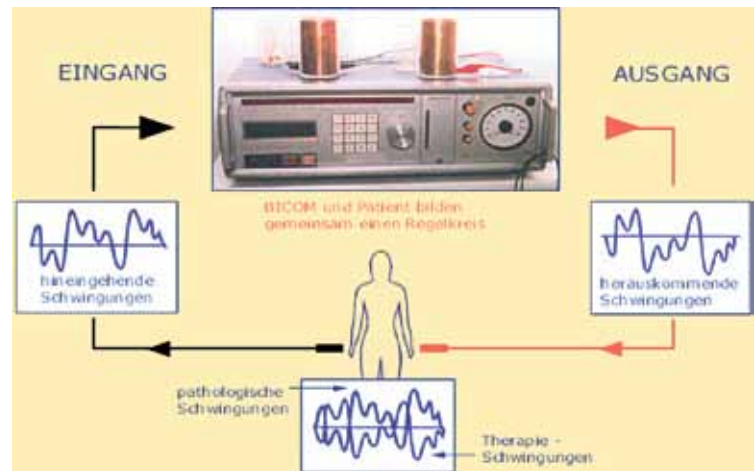 EINGANG
AUSGANG
BICOM und Patient bilden
gemeinsam einen Regelkreis
hineingehende
Schwingungen
herauskommende
Schwingungen
pathologische
Schwingungen
Therapie -
Schwingungen